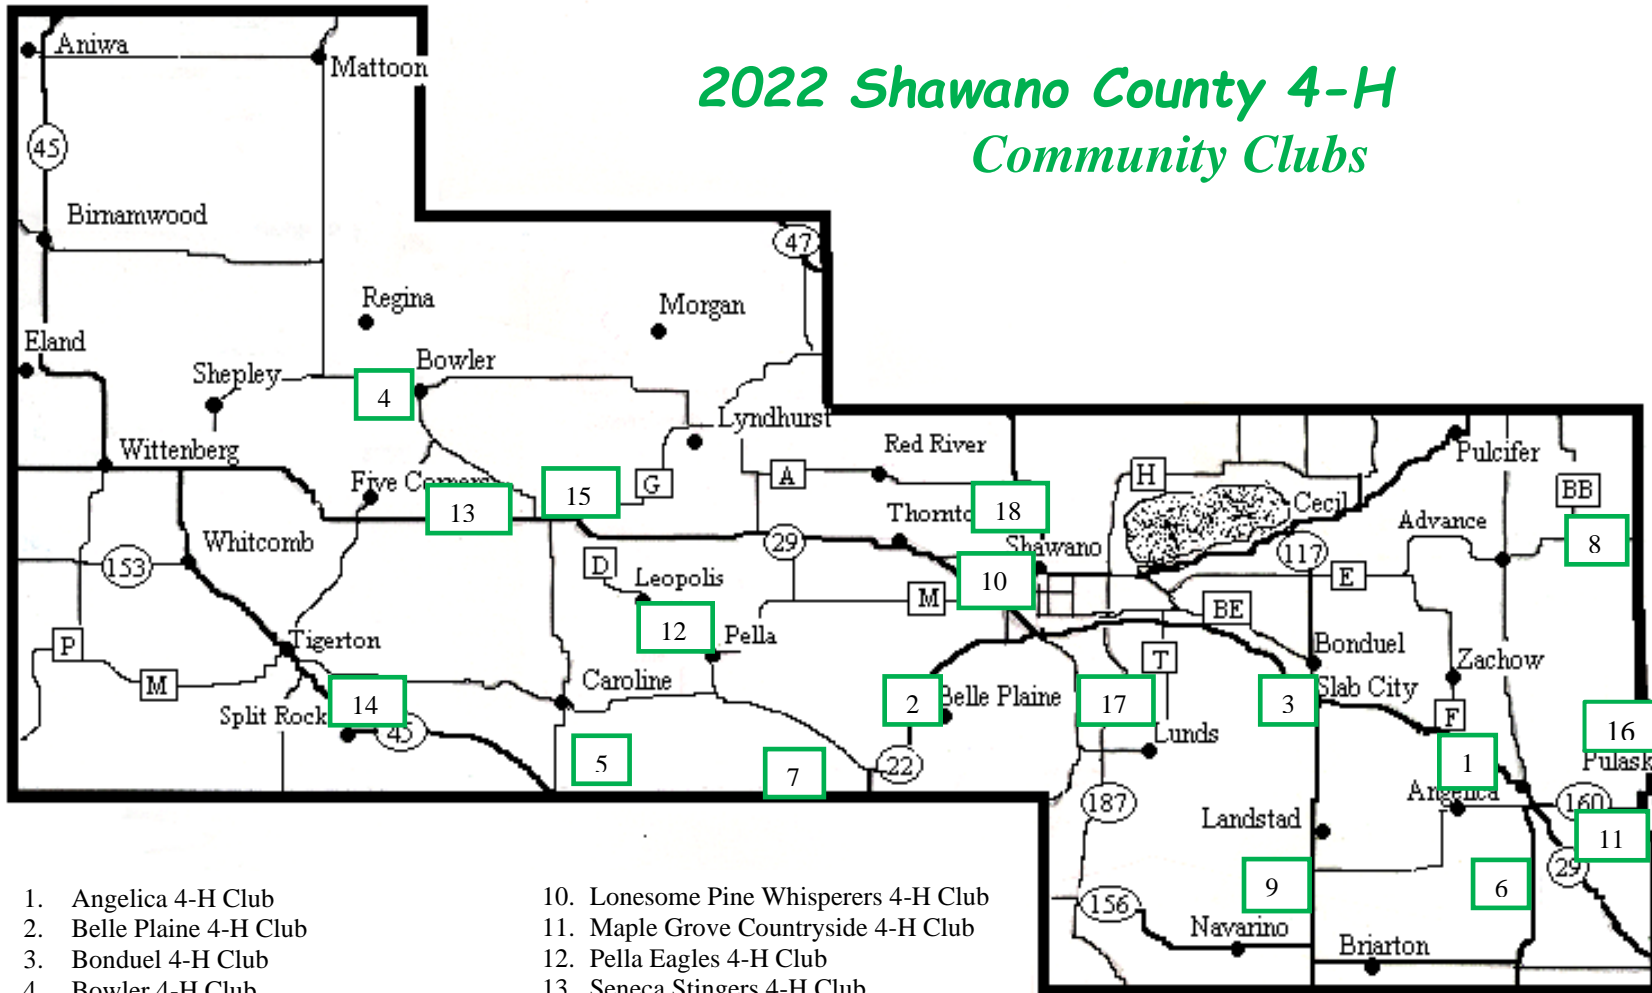 2022 Shawano County 4-H
Community Clubs
Aniwa
Mattoon
45
Birnamwood
47
Regina
Morgan
Eland
Bowler
Shepley
4
Lyndhurst
Wittenberg
Red River
Pulcifer
Five Corners
G
A
H
Cecil
BB
15
13
18
Advance
Whitcomb
29
Shawano
117
8
153
D
Leopolis
10
M
E
BE
12
Pella
P
Tigerton
T
Bonduel
Zachow
M
Caroline
14
2
Belle Plaine
17
3
Slab City
F
Split Rock
45
Lunds
16
5
7
22
1
187
Angelica
160
Landstad
11
9
6
29
156
Navarino
Briarton
1. Angelica 4-H Club
2. Belle Plaine 4-H Club
3. Bonduel 4-H Club
4. Bowler 4-H Club
10. Lonesome Pine Whisperers 4-H Club
11. Maple Grove Countryside 4-H Club
12. Pella Eagles 4-H Club
13. Seneca Stingers 4-H Club